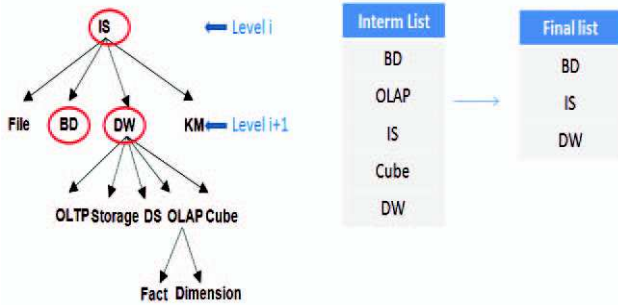 IS
Level i
File BD DW KM
Level i+1
OLTP Storage DS OLAP Cube
Fact Dimension
Interm List
BD
OLAP
IS
Cube
DW
Final list
BD
IS
DW